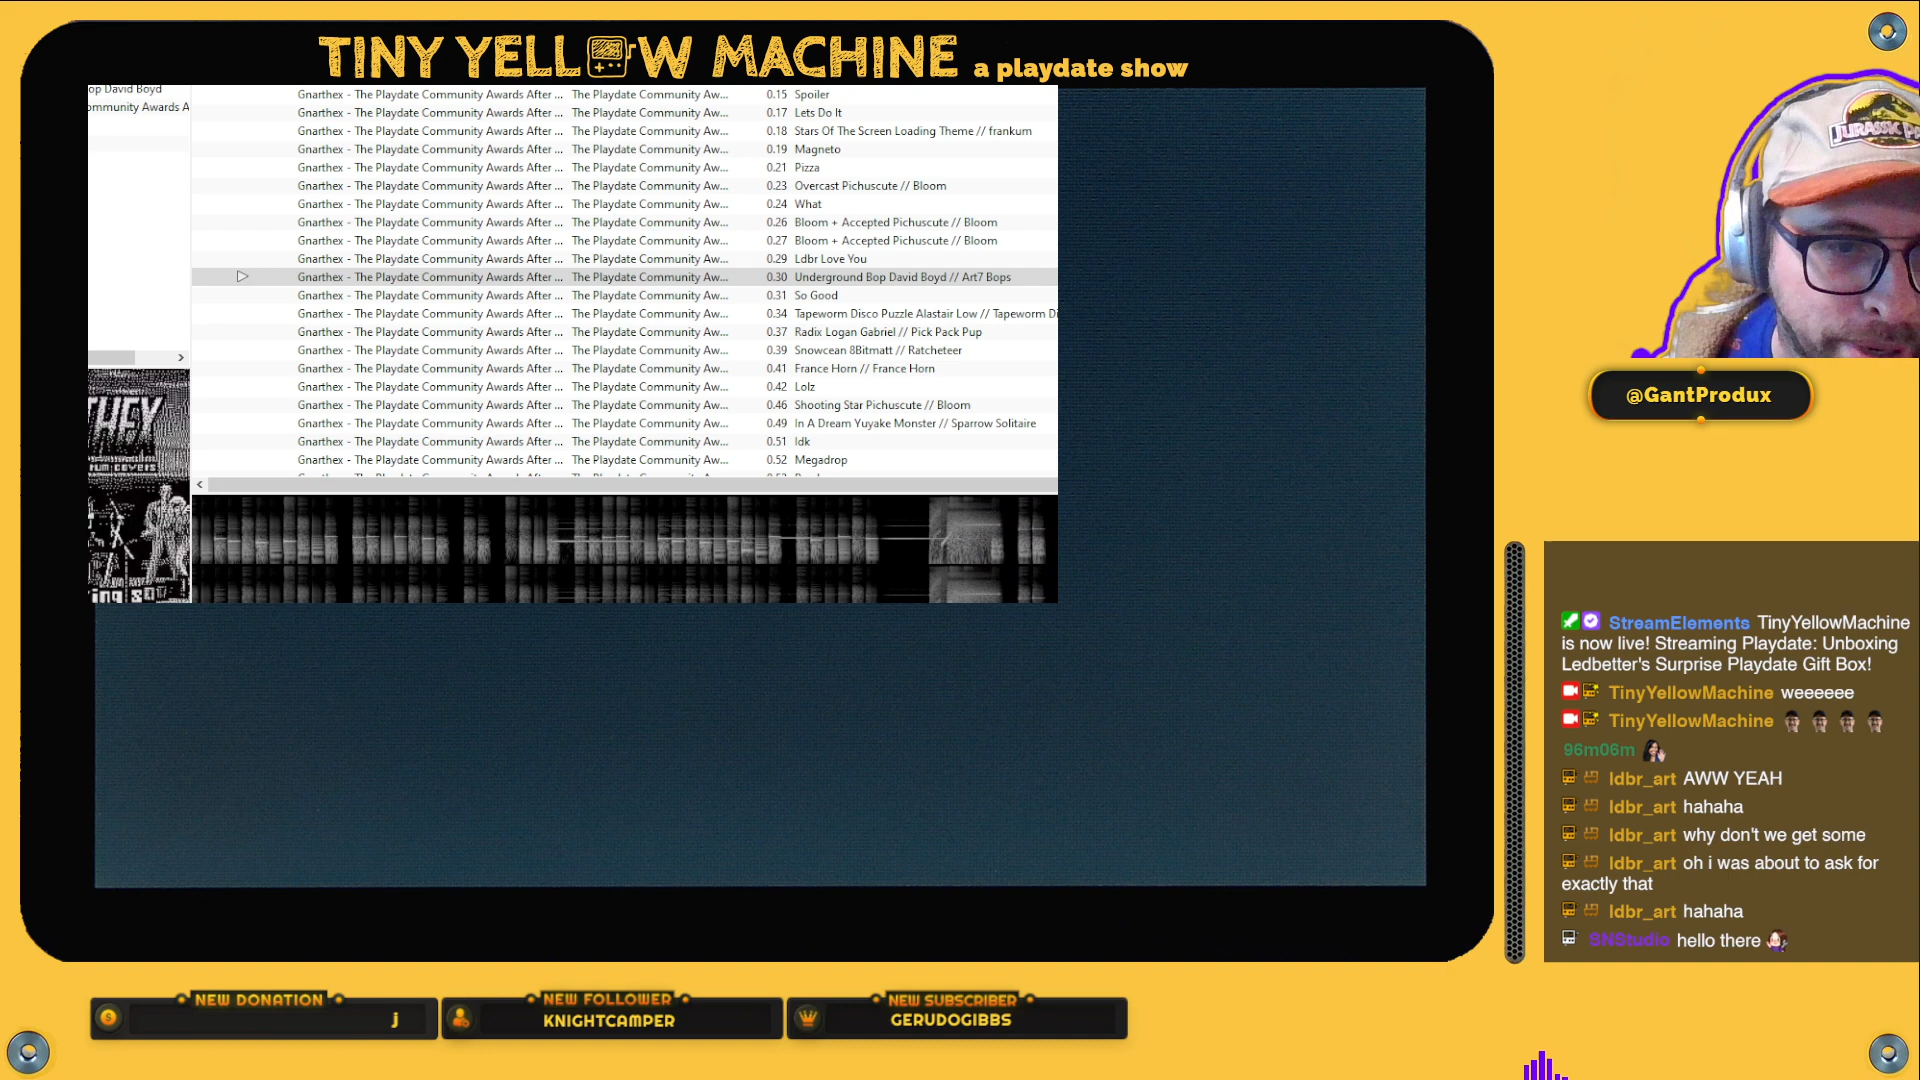 TINY YELLOW MACHINE a playdate show
op David Boyd
ommunity Awards A
Gnarthex - The Playdate Community Awards After ... The Playdate Community Aw... 0.15 Spoiler
Gnarthex - The Playdate Community Awards After ... The Playdate Community Aw... 0.17 Lets Do It
Gnarthex - The Playdate Community Awards After ... The Playdate Community Aw... 0.18 Stars Of The Screen Loading Theme // frankum
Gnarthex - The Playdate Community Awards After ... The Playdate Community Aw... 0.19 Magneto
Gnarthex - The Playdate Community Awards After ... The Playdate Community Aw... 0.21 Pizza
Gnarthex - The Playdate Community Awards After ... The Playdate Community Aw... 0.23 Overcast Pichuscute // Bloom
Gnarthex - The Playdate Community Awards After ... The Playdate Community Aw... 0.24 What
Gnarthex - The Playdate Community Awards After ... The Playdate Community Aw... 0.26 Bloom + Accepted Pichuscute // Bloom
Gnarthex - The Playdate Community Awards After ... The Playdate Community Aw... 0.27 Bloom + Accepted Pichuscute // Bloom
Gnarthex - The Playdate Community Awards After ... The Playdate Community Aw... 0.29 Ldbr Love You
Gnarthex - The Playdate Community Awards After ... The Playdate Community Aw... 0.30 Underground Bop David Boyd // Art7 Bops
Gnarthex - The Playdate Community Awards After ... The Playdate Community Aw... 0.31 So Good
Gnarthex - The Playdate Community Awards After ... The Playdate Community Aw... 0.34 Tapeworm Disco Puzzle Alastair Low // Tapeworm Di
Gnarthex - The Playdate Community Awards After ... The Playdate Community Aw... 0.37 Radix Logan Gabriel // Pick Pack Pup
Gnarthex - The Playdate Community Awards After ... The Playdate Community Aw... 0.39 Snowcean 8Bitmatt // Ratcheteer
Gnarthex - The Playdate Community Awards After ... The Playdate Community Aw... 0.41 France Horn // France Horn
Gnarthex - The Playdate Community Awards After ... The Playdate Community Aw... 0.42 Lolz
Gnarthex - The Playdate Community Awards After ... The Playdate Community Aw... 0.46 Shooting Star Pichuscute // Bloom
Gnarthex - The Playdate Community Awards After ... The Playdate Community Aw... 0.49 In A Dream Yuyake Monster // Sparrow Solitaire
Gnarthex - The Playdate Community Awards After ... The Playdate Community Aw... 0.51 Idk
Gnarthex - The Playdate Community Awards After ... The Playdate Community Aw... 0.52 Megadrop
THEY
JURASSIC PA
@GantProdux
StreamElements TinyYellowMachine
is now live! Streaming Playdate: Unboxing
Ledbetter's Surprise Playdate Gift Box!
TinyYellowMachine weeeeee
TinyYellowMachine
96m06m
ldbr_art AWW YEAH
ldbr_art hahaha
ldbr_art why don't we get some
ldbr_art oh i was about to ask for
exactly that
ldbr_art hahaha
SNStudio hello there
NEW DONATION
j
NEW FOLLOWER
KNIGHTCAMPER
NEW SUBSCRIBER
GERUDOGIBBS